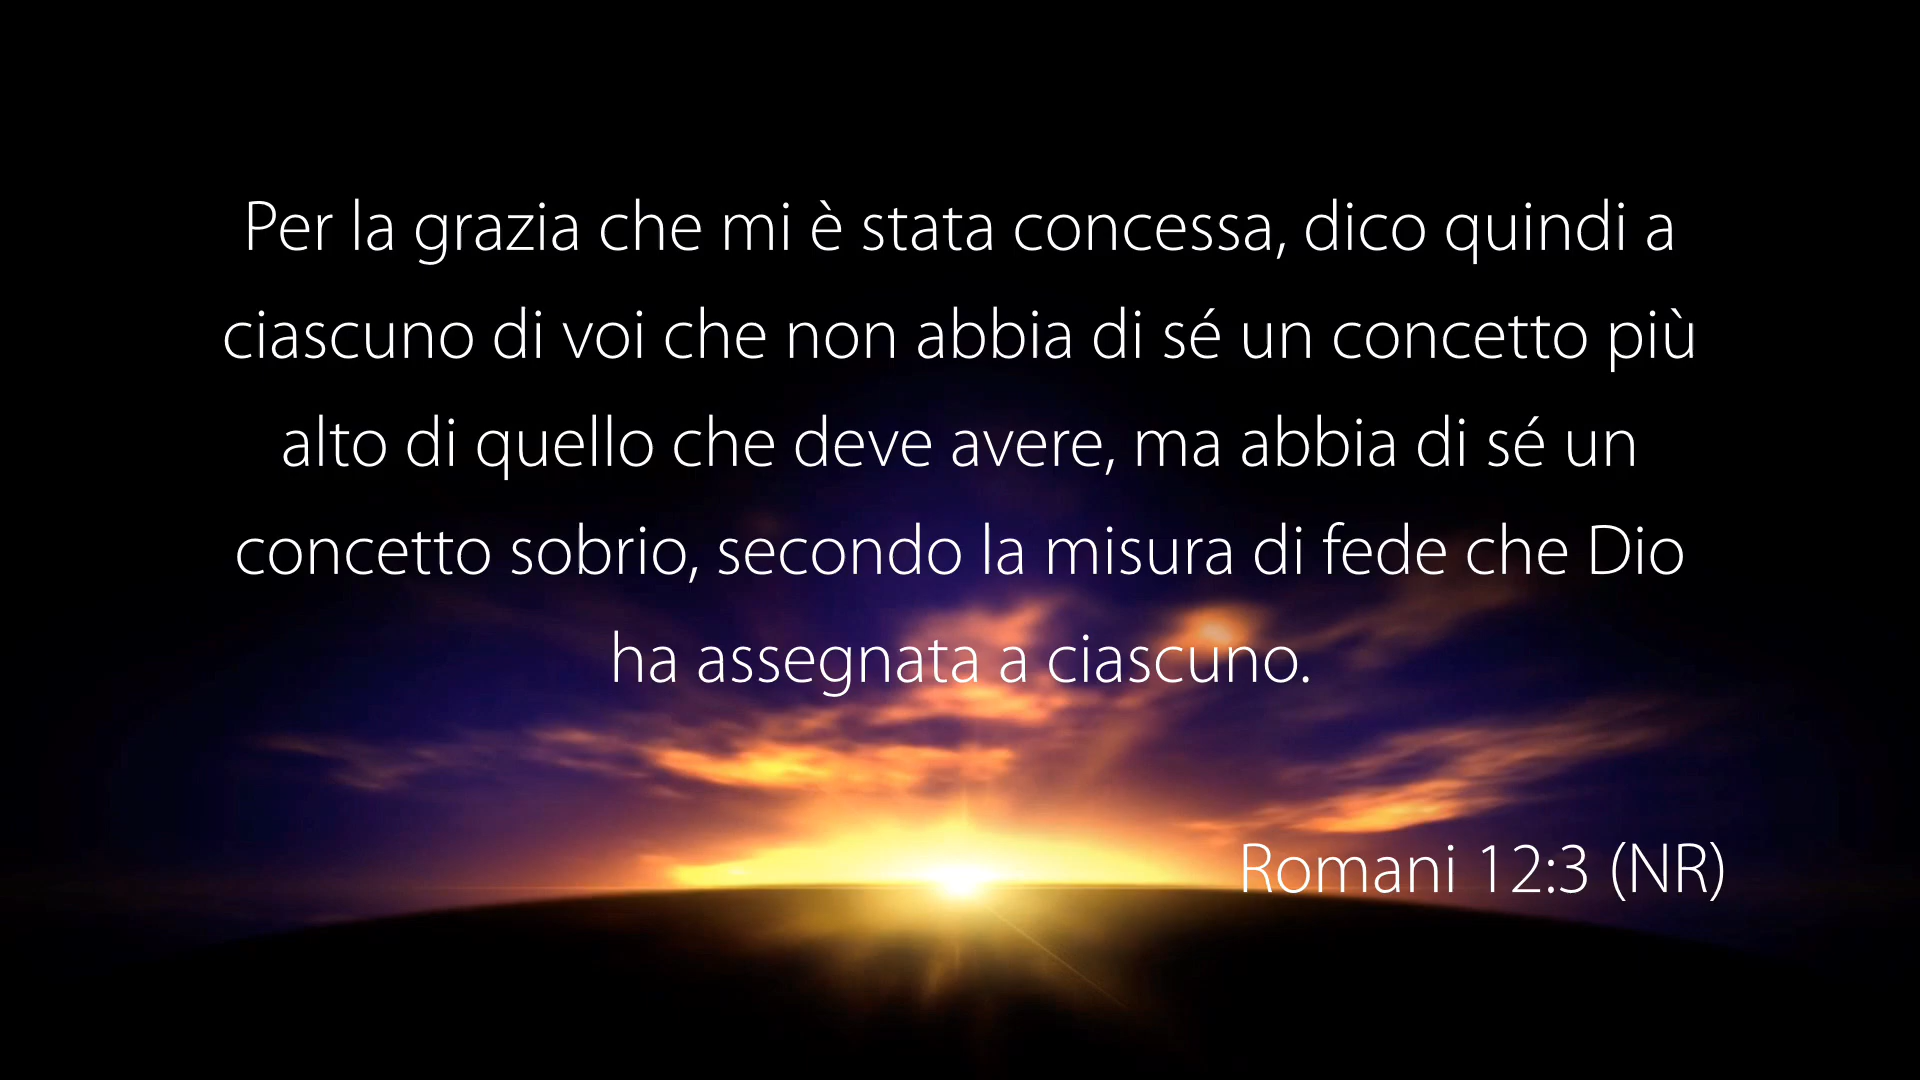 Per la grazia che mi è stata concessa, dico quindi a
ciascuno di voi che non abbia di sé un concetto più
alto di quello che deve avere, ma abbia di sé un
concetto sobrio, secondo la misura di fede che Dio
ha assegnata a ciascuno.
Romani 12:3 (NR)